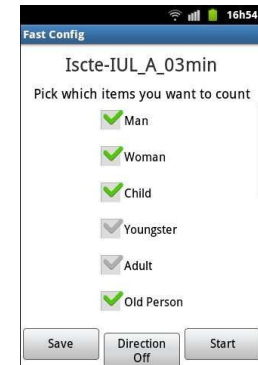 16h54
Fast Config
Iscte-IUL_A_03min
Pick which items you want to count
Man
Woman
Child
Youngster
Adult
Old Person
Save
Direction
Off
Start